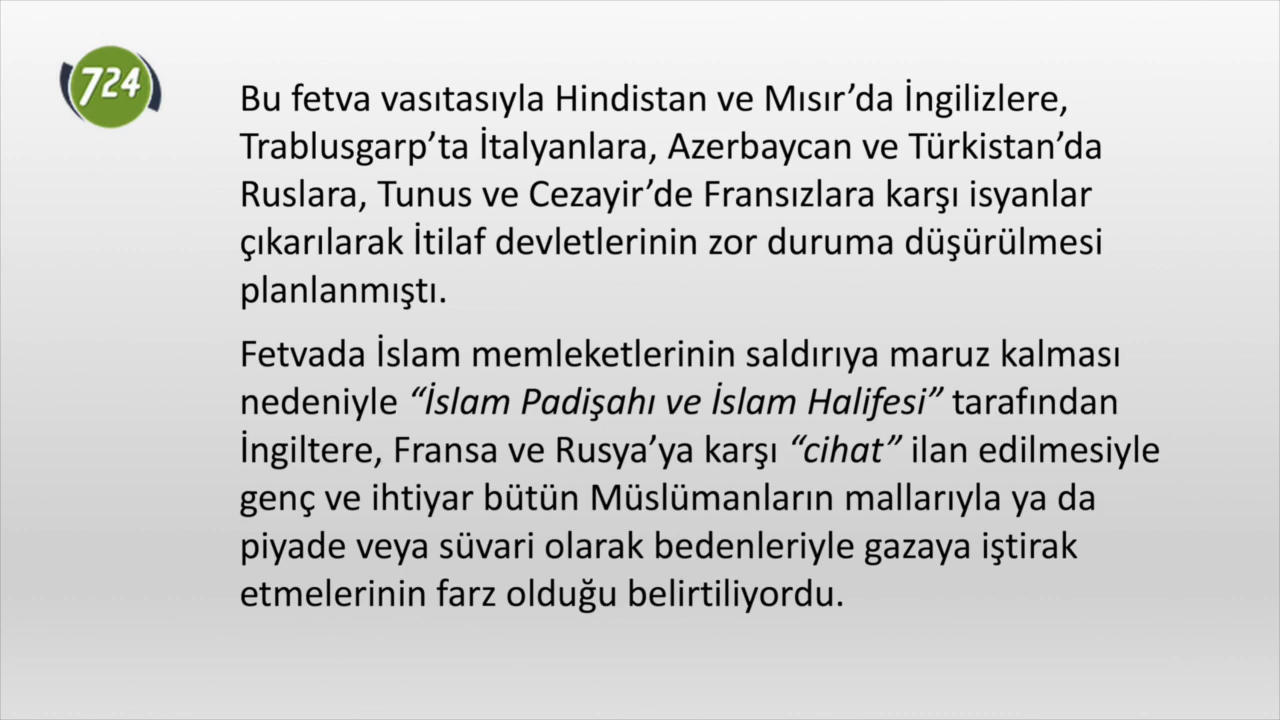 724
Bu fetva vasıtasıyla Hindistan ve Mısır’da İngilizlere,
Trablusgarp’ta İtalyanlara, Azerbaycan ve Türkistan’da
Ruslara, Tunus ve Cezayir’de Fransızlara karşı isyanlar
çıkarılarak İtilaf devletlerinin zor duruma düşürülmesi
planlanmıştı.
Fetvada İslam memleketlerinin saldırıya maruz kalması
nedeniyle “İslam Padişahı ve İslam Halifesi” tarafından
İngiltere, Fransa ve Rusya’ya karşı “cihat” ilan edilmesiyle
genç ve ihtiyar bütün Müslümanların mallarıyla ya da
piyade veya süvari olarak bedenleriyle gazaya iştirak
etmelerinin farz olduğu belirtiliyordu.